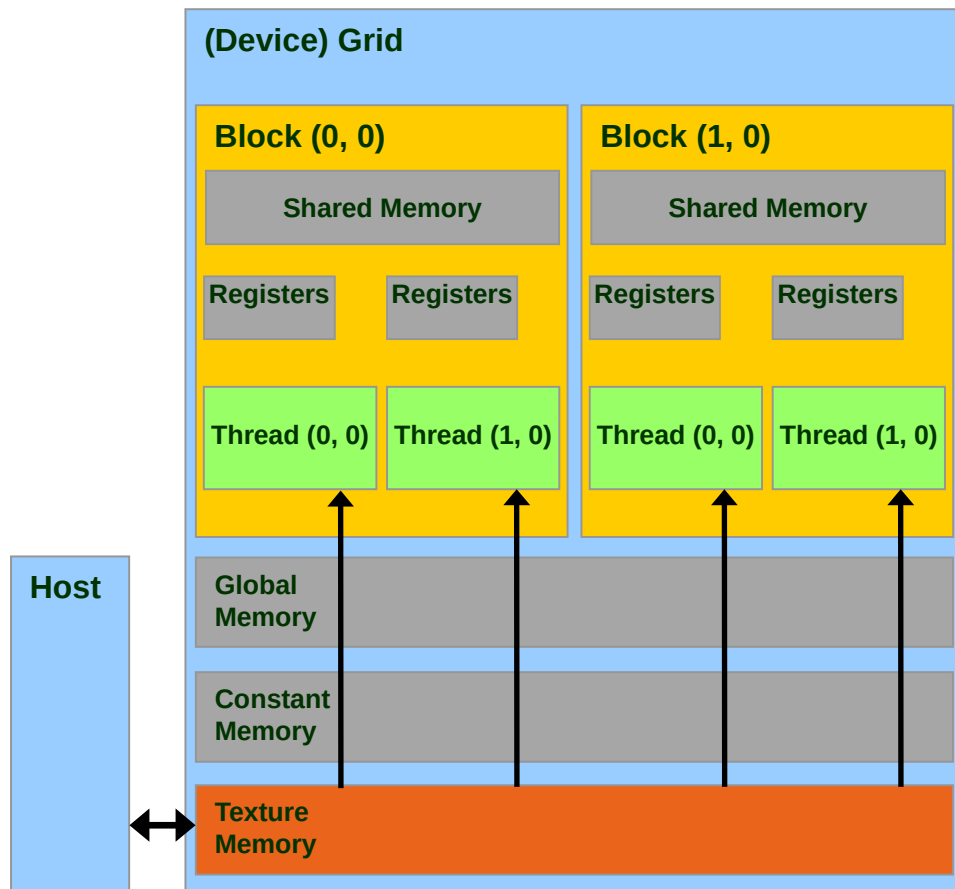 (Device) Grid
Block (0, 0)
Shared Memory
Registers
Registers
Thread (0, 0)
Thread (1, 0)
Block (1, 0)
Shared Memory
Registers
Registers
Thread (0, 0)
Thread (1, 0)
Host
Global
Memory
Constant
Memory
Texture
Memory